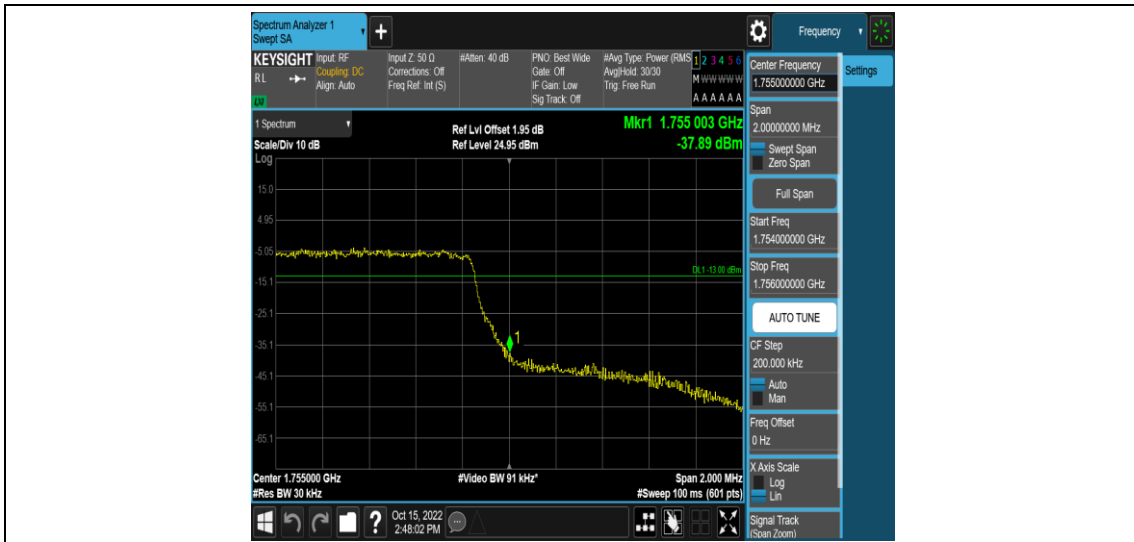 Spectrum Analyzer 1
Swept SA
+
Frequency
KEYSIGHT
RL
LXI
Input: RF
Coupling: DC
Align: Auto
Input Z: 50 Ω
Corrections: Off
Freq Ref: Int (S)
#Atten: 40 dB
PNO: Best Wide
Gate: Off
IF Gain: Low
Sig Track: Off
#Avg Type: Power (RMS
Avg|Hold: 30/30
Trig: Free Run
1 2 3 4 5 6
M W W W W W
A A A A A A
Center Frequency
1.755000000 GHz
Settings
Span
2.00000000 MHz
Swept Span
Zero Span
Full Span
Start Freq
1.754000000 GHz
Stop Freq
1.756000000 GHz
AUTO TUNE
CF Step
200.000 kHz
Auto
Man
Freq Offset
0 Hz
X Axis Scale
Log
Lin
Signal Track
(Span Zoom)
1 Spectrum
Scale/Div 10 dB
Log
Ref Lvl Offset 1.95 dB
Ref Level 24.95 dBm
Mkr1 1.755 003 GHz
-37.89 dBm
15.0
4.95
-5.05
-15.1
-25.1
-35.1
-45.1
-55.1
-65.1
DL1 -13.00 dBm
1
Center 1.755000 GHz
#Res BW 30 kHz
#Video BW 91 kHz*
Span 2.000 MHz
#Sweep 100 ms (601 pts)
?
Oct 15, 2022
2:48:02 PM